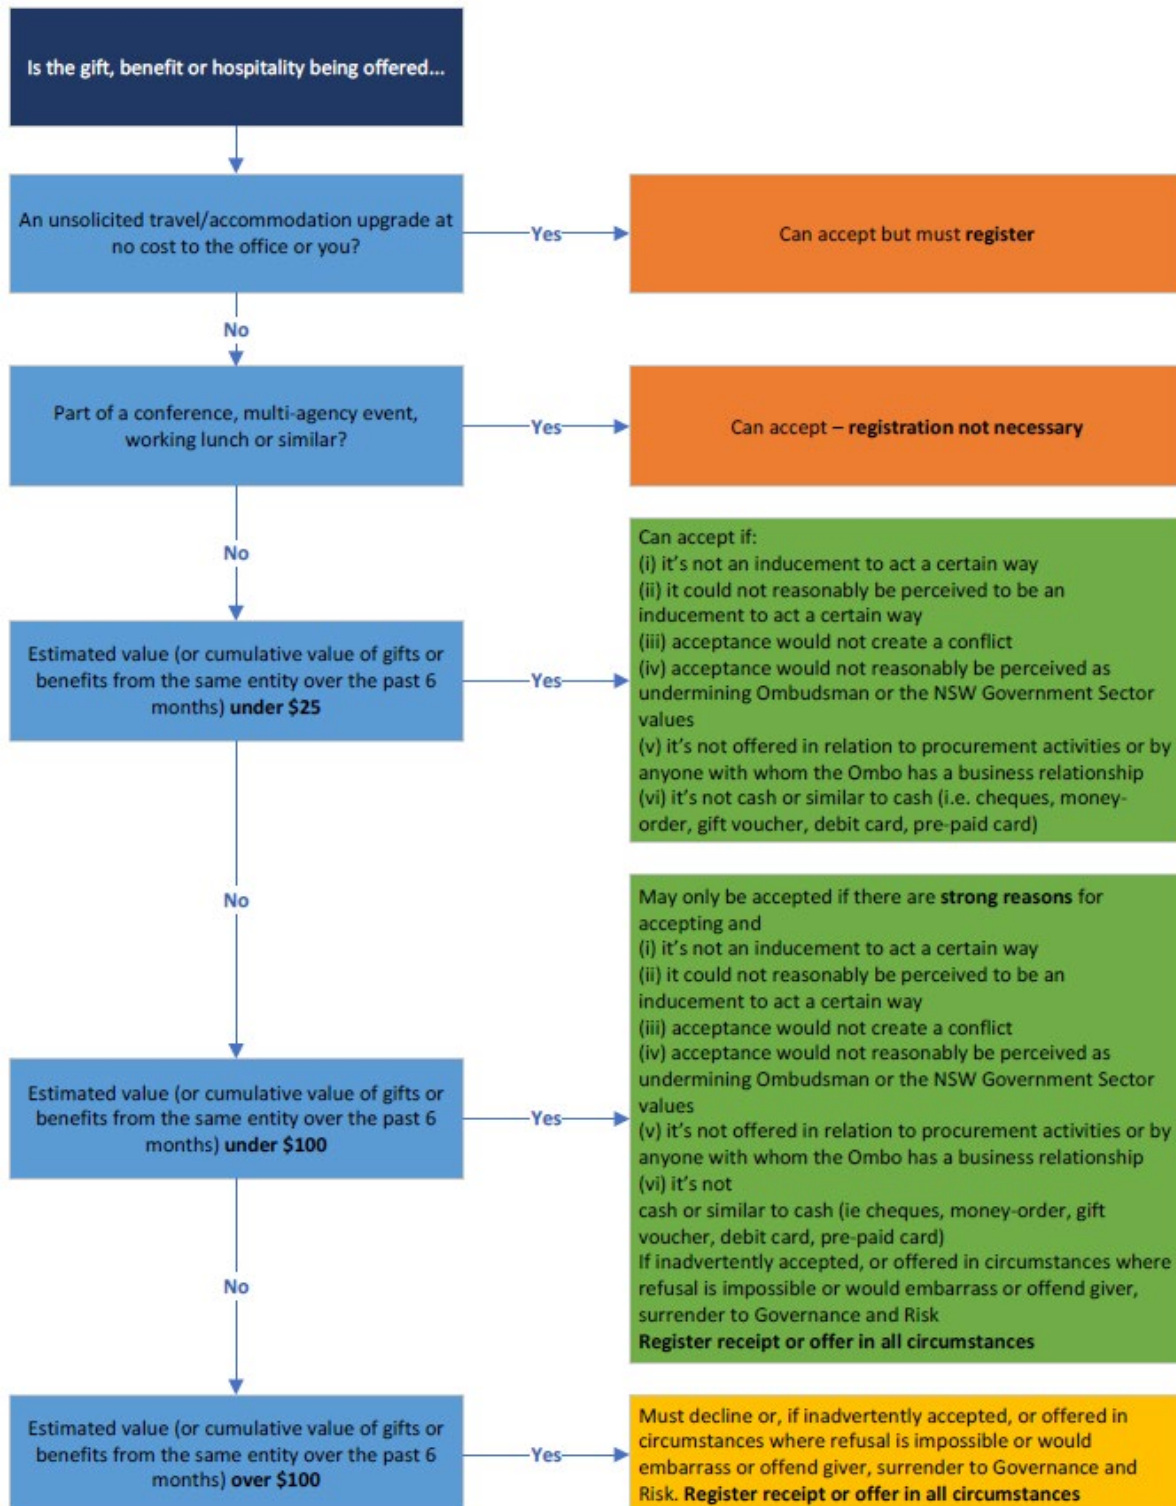 Is the gift, benefit or hospitality being offered...
An unsolicited travel/accommodation upgrade at
no cost to the office or you?
Yes
Can accept but must register
No
Part of a conference, multi-agency event,
working lunch or similar?
Yes
Can accept – registration not necessary
No
Estimated value (or cumulative value of gifts or
benefits from the same entity over the past 6
months) under $25
Yes
Can accept if:
(i) it's not an inducement to act a certain way
(ii) it could not reasonably be perceived to be an
inducement to act a certain way
(iii) acceptance would not create a conflict
(iv) acceptance would not reasonably be perceived as
undermining Ombudsman or the NSW Government Sector
values
(v) it's not offered in relation to procurement activities or by
anyone with whom the Ombo has a business relationship
(vi) it's not cash or similar to cash (i.e. cheques, money-
order, gift voucher, debit card, pre-paid card)
No
Estimated value (or cumulative value of gifts or
benefits from the same entity over the past 6
months) under $100
Yes
May only be accepted if there are strong reasons for
accepting and
(i) it's not an inducement to act a certain way
(ii) it could not reasonably be perceived to be an
inducement to act a certain way
(iii) acceptance would not create a conflict
(iv) acceptance would not reasonably be perceived as
undermining Ombudsman or the NSW Government Sector
values
(v) it's not offered in relation to procurement activities or by
anyone with whom the Ombo has a business relationship
(vi) it's not
cash or similar to cash (ie cheques, money-order, gift
voucher, debit card, pre-paid card)
If inadvertently accepted, or offered in circumstances where
refusal is impossible or would embarrass or offend giver,
surrender to Governance and Risk
Register receipt or offer in all circumstances
No
Estimated value (or cumulative value of gifts or
benefits from the same entity over the past 6
months) over $100
Yes
Must decline or, if inadvertently accepted, or offered in
circumstances where refusal is impossible or would
embarrass or offend giver, surrender to Governance and
Risk. Register receipt or offer in all circumstances